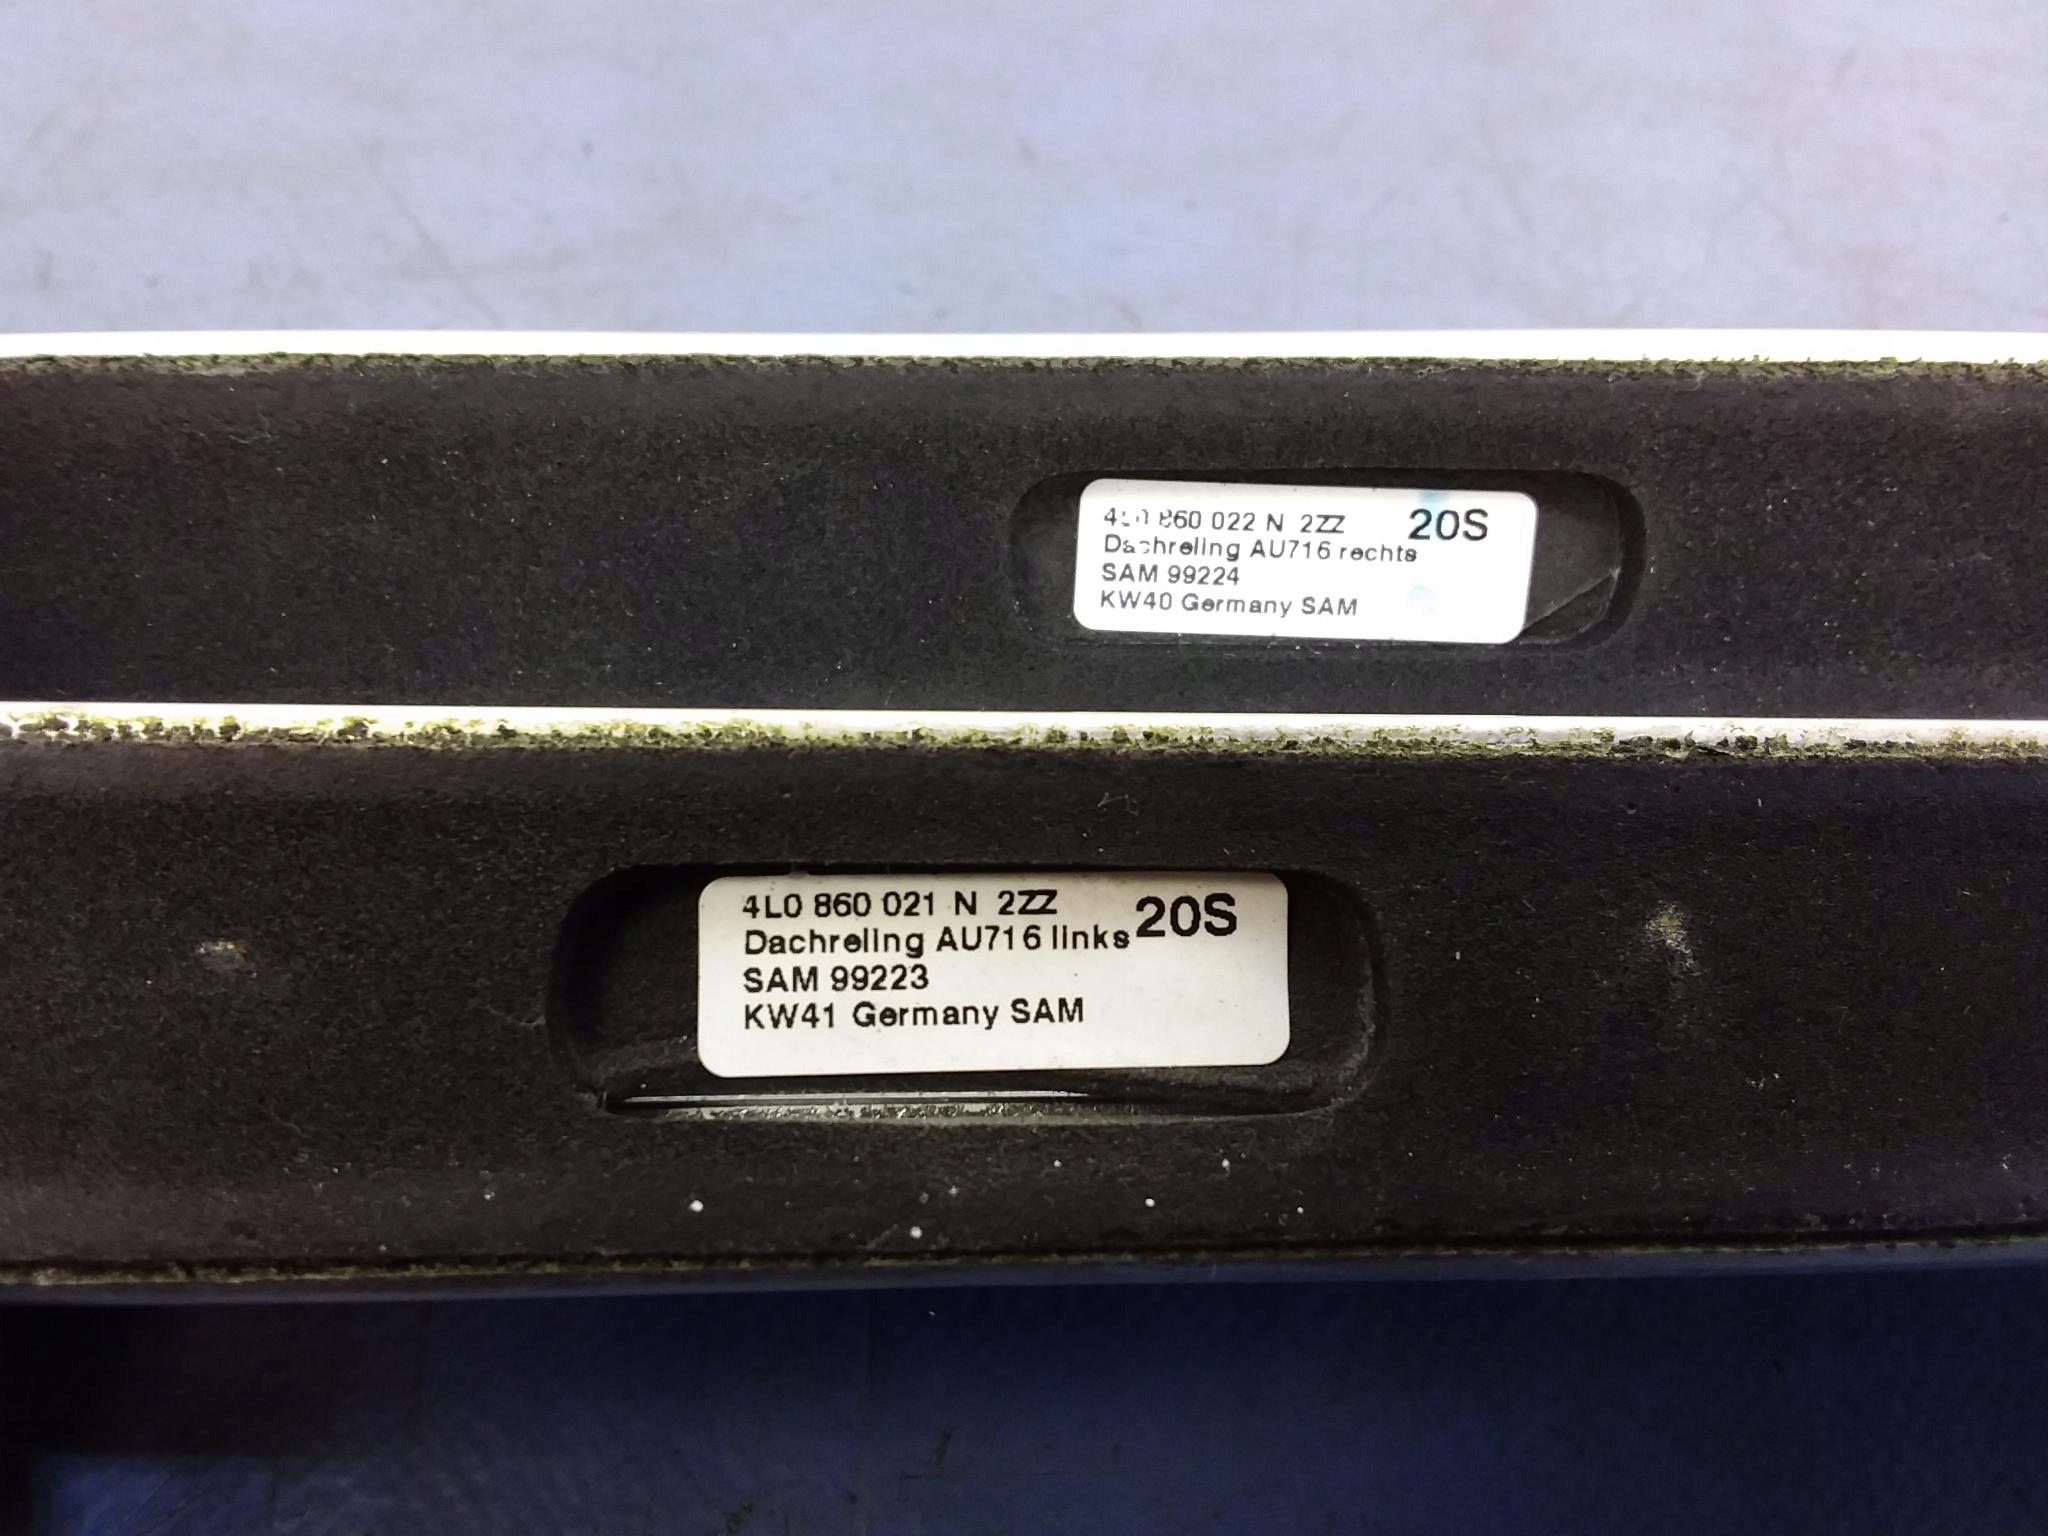 4L0 860 022 N 2ZZ 20S
Dachreling AU716 rechts
SAM 99224
KW40 Germany SAM
4L0 860 021 N 2ZZ 20S
Dachreling AU716 links
SAM 99223
KW41 Germany SAM